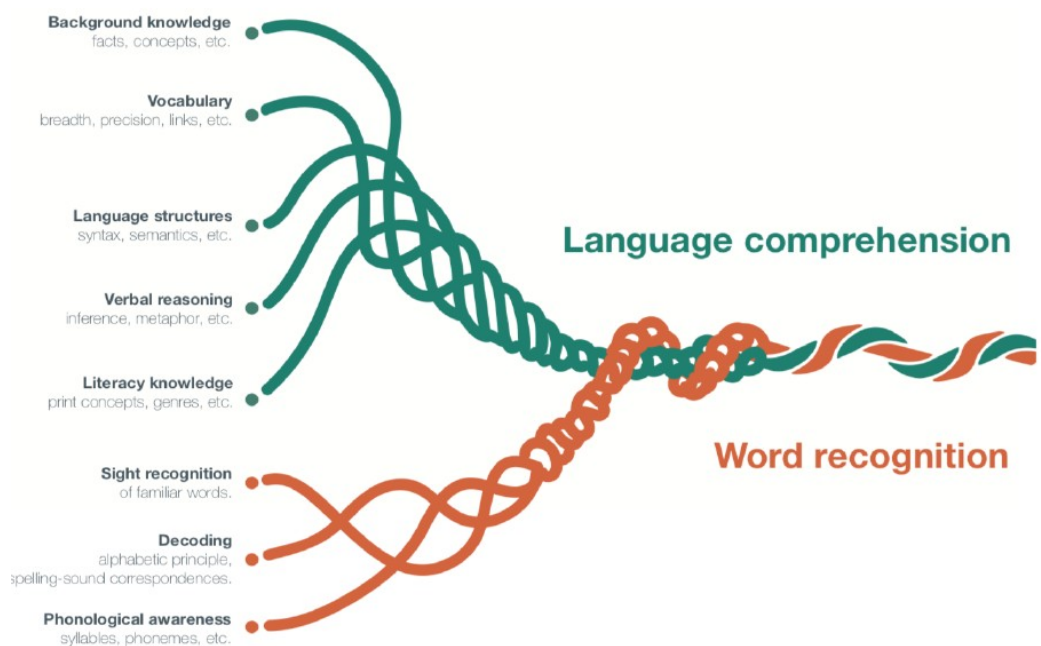 Background knowledge
facts, concepts, etc.
Vocabulary
breadth, precision, links, etc.
Language structures
syntax, semantics, etc.
Verbal reasoning
inference, metaphor, etc.
Literacy knowledge
print concepts, genres, etc.
Language comprehension
Word recognition
Sight recognition
of familiar words.
Decoding
alphabetic principle,
spelling-sound correspondences.
Phonological awareness
syllables, phonemes, etc.